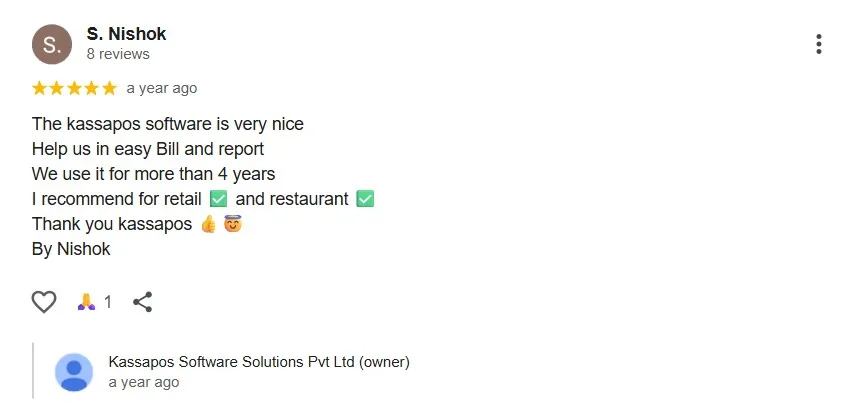 S.
S. Nishok
8 reviews
a year ago
The kassapos software is very nice
Help us in easy Bill and report
We use it for more than 4 years
I recommend for retail ✅ and restaurant ✅
Thank you kassapos 👍 😇
By Nishok
🙏 1
Kassapos Software Solutions Pvt Ltd (owner)
a year ago